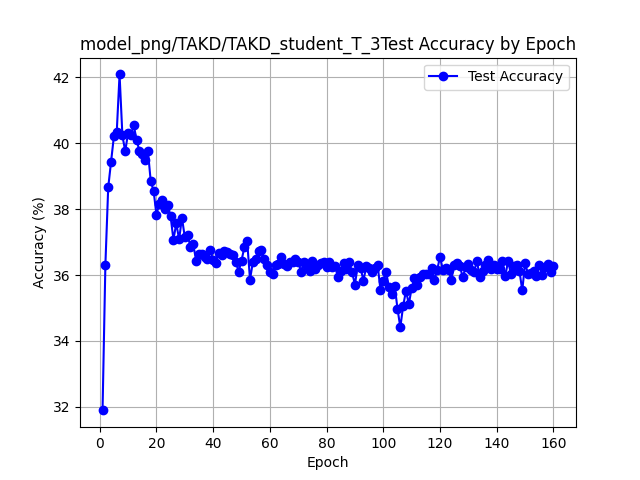 model_png/TAKD/TAKD_student_T_3Test Accuracy by Epoch
Test Accuracy
Accuracy (%)
42
40
38
36
34
32
0 20 40 60 80 100 120 140 160
Epoch